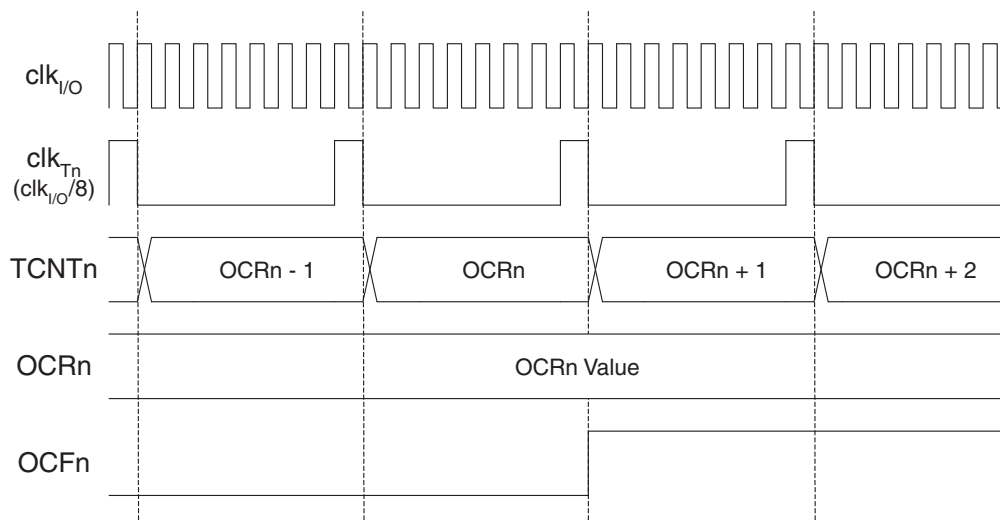 clkI/O
clkTn
(clkI/O/8)
TCNTn
OCRn - 1
OCRn
OCRn + 1
OCRn + 2
OCRn
OCRn Value
OCFn